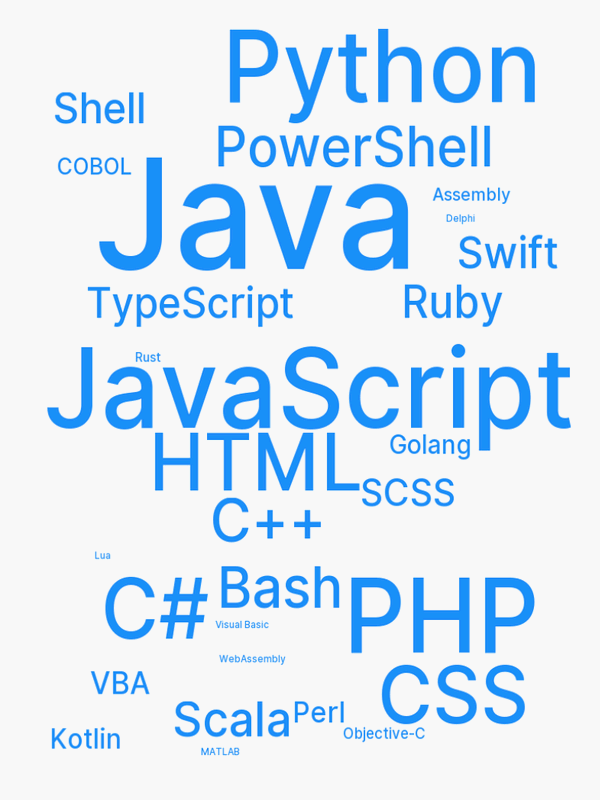 Python
Shell
PowerShell
COBOL
Java
Assembly
Delphi
Swift
TypeScript
Ruby
Rust
JavaScript
Golang
HTML
SCSS
C++
Lua
Bash
C#
PHP
Visual Basic
WebAssembly
VBA
CSS
Scala
Perl
Objective-C
Kotlin
MATLAB